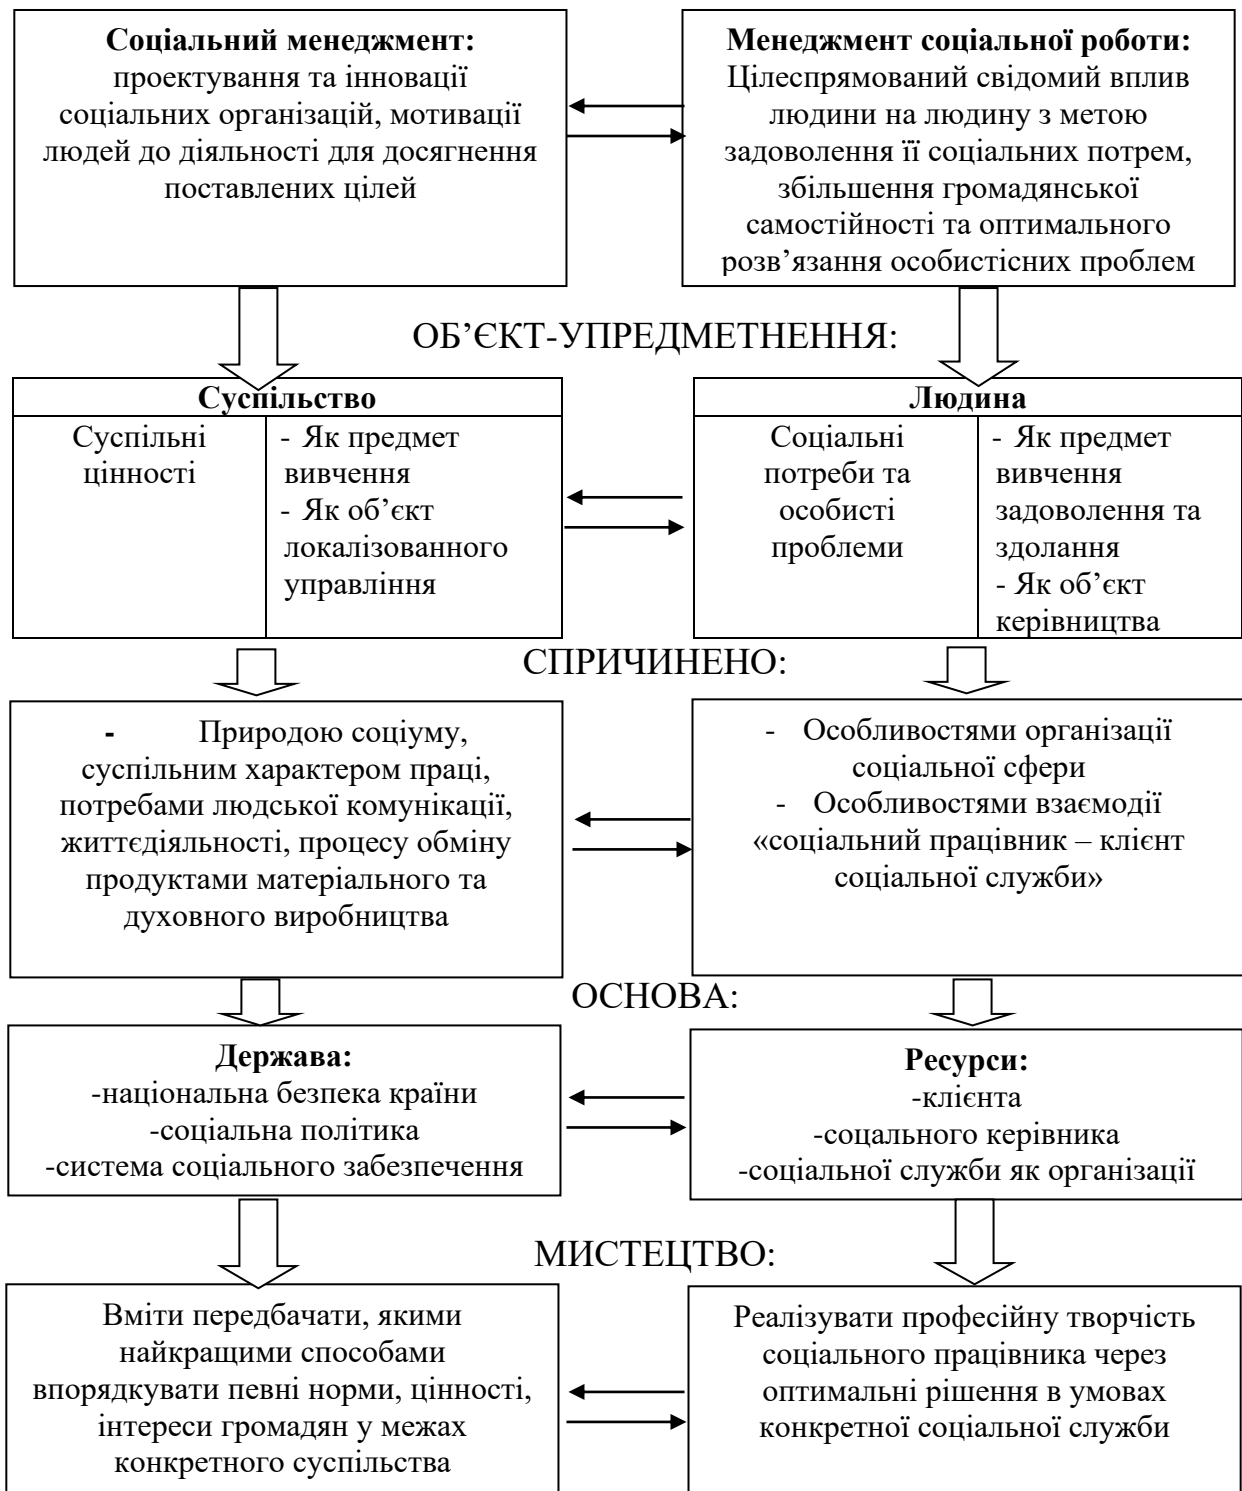 Соціальний менеджмент:
проектування та інновації
соціальних організацій, мотивації
людей до діяльності для досягнення
поставлених цілей
Менеджмент соціальної роботи:
Цілеспрямований свідомий вплив
людини на людину з метою
задоволення її соціальних потрем,
збільшення громадянської
самостійності та оптимального
розв’язання особистісних проблем
ОБ’ЄКТ-УПРЕДМЕТНЕННЯ:
Суспільство
Суспільні
цінності
- Як предмет
вивчення
- Як об’єкт
локалізованного
управління
Людина
Соціальні
потреби та
особисті
проблеми
- Як предмет
вивчення
задоволення та
здолання
- Як об’єкт
керівництва
СПРИЧИНЕНО:
- Природою соціуму,
суспільним характером праці,
потребами людської комунікації,
життєдіяльності, процесу обміну
продуктами матеріального та
духовного виробництва
- Особливостями організації
соціальної сфери
- Особливостями взаємодії
«соціальний працівник – клієнт
соціальної служби»
ОСНОВА:
Держава:
-національна безпека країни
-соціальна політика
-система соціального забезпечення
Ресурси:
-клієнта
-соцального керівника
-соціальної служби як організації
МИСТЕЦТВО:
Вміти передбачати, якими
найкращими способами
впорядкувати певні норми, цінності,
інтереси громадян у межах
конкретного суспільства
Реалізувати професійну творчість
соціального працівника через
оптимальні рішення в умовах
конкретної соціальної служби